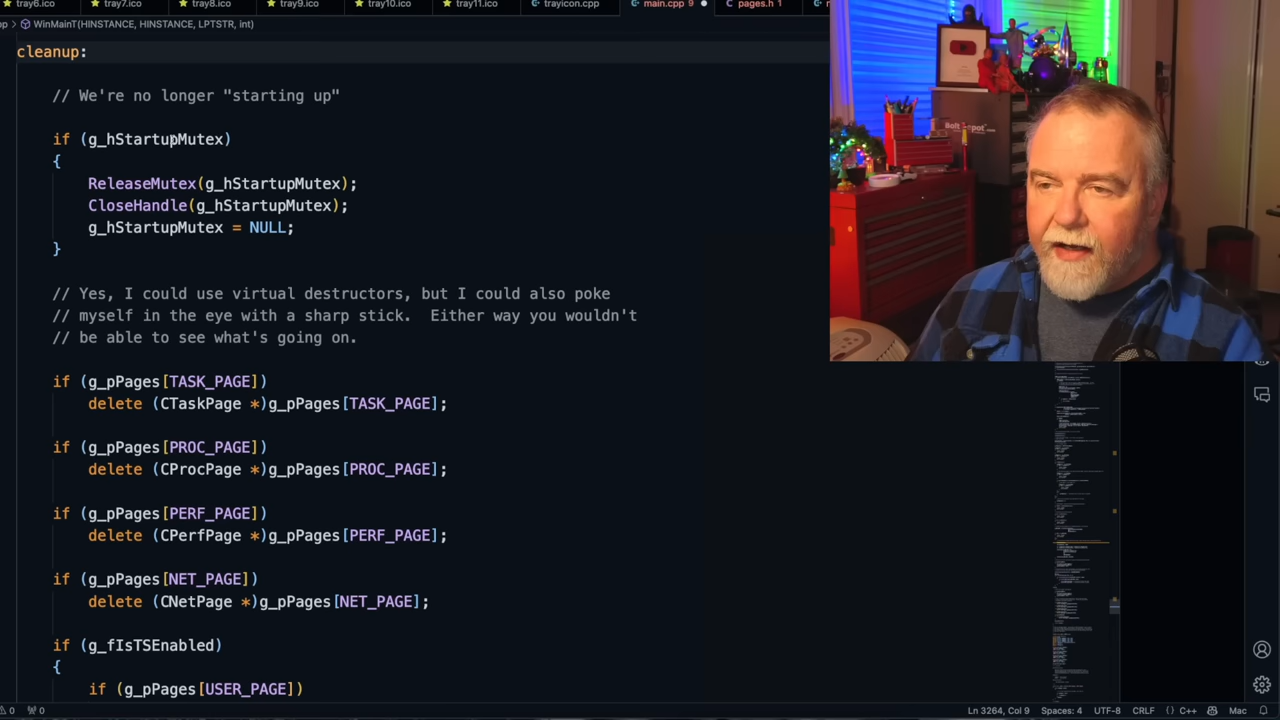 tray6.ico tray7.ico tray8.ico tray9.ico tray10.ico tray11.ico trayicon.cpp main.cpp 9 pages.h 1
WinMainT(HINSTANCE, HINSTANCE, LPTSTR, int)
cleanup:
// We're no longer "starting up"
if (g_hStartupMutex)
{
ReleaseMutex(g_hStartupMutex);
CloseHandle(g_hStartupMutex);
g_hStartupMutex = NULL;
}
// Yes, I could use virtual destructors, but I could also poke
// myself in the eye with a sharp stick.  Either way you wouldn't
// be able to see what's going on.
if (g_pPages[TASK_PAGE])
delete (CTaskPage *)g_pPages[TASK_PAGE];
if (g_pPages[PROC_PAGE])
delete (CProcPage *)g_pPages[PROC_PAGE];
if (g_pPages[PERF_PAGE])
delete (CPerfPage *)g_pPages[PERF_PAGE];
if (g_pPages[NET_PAGE])
delete (CNetPage *)g_pPages[NET_PAGE];
if (g_fIsTSEnabled)
{
if (g_pPages[USER_PAGE])
0 0 Ln 3264, Col 9 Spaces: 4 UTF-8 CRLF {} C++ Mac